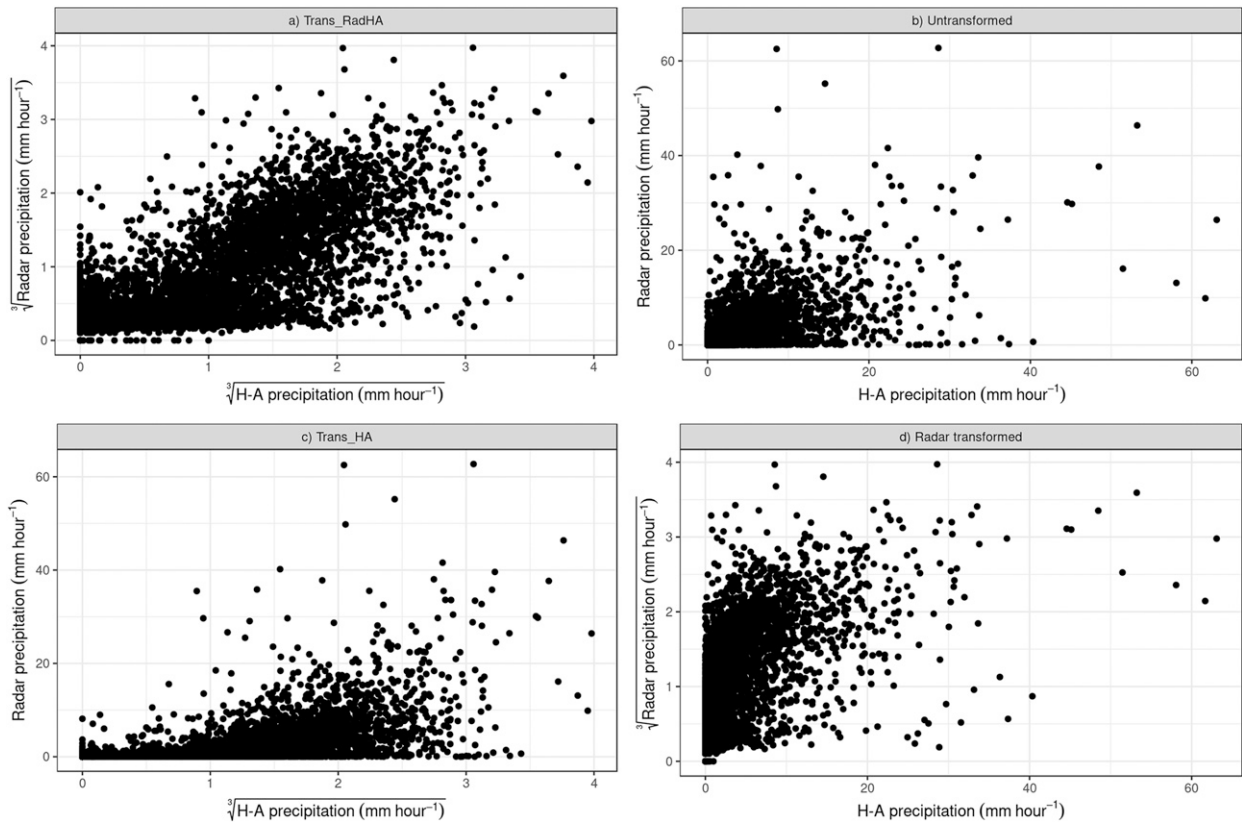 a) Trans_RadHA
∛Radar precipitation (mm hour⁻¹)
4
3
2
1
0
0 1 2 3 4
∛H-A precipitation (mm hour⁻¹)
b) Untransformed
Radar precipitation (mm hour⁻¹)
60
40
20
0
0 20 40 60
H-A precipitation (mm hour⁻¹)
c) Trans_HA
Radar precipitation (mm hour⁻¹)
60
40
20
0
0 1 2 3 4
∛H-A precipitation (mm hour⁻¹)
d) Radar transformed
∛Radar precipitation (mm hour⁻¹)
4
3
2
1
0
0 20 40 60
H-A precipitation (mm hour⁻¹)